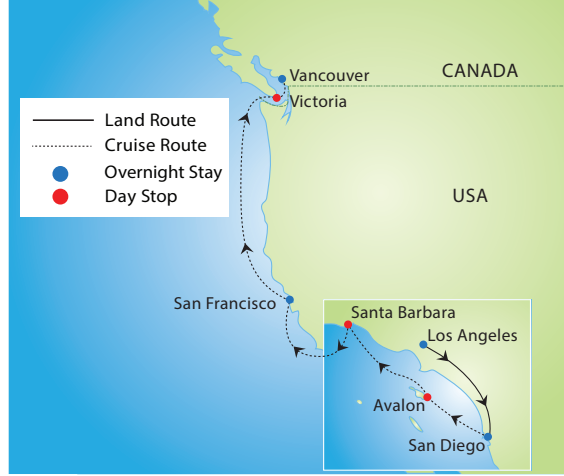 Vancouver
CANADA
Victoria
Land Route
Cruise Route
Overnight Stay
Day Stop
USA
San Francisco
Santa Barbara
Los Angeles
Avalon
San Diego